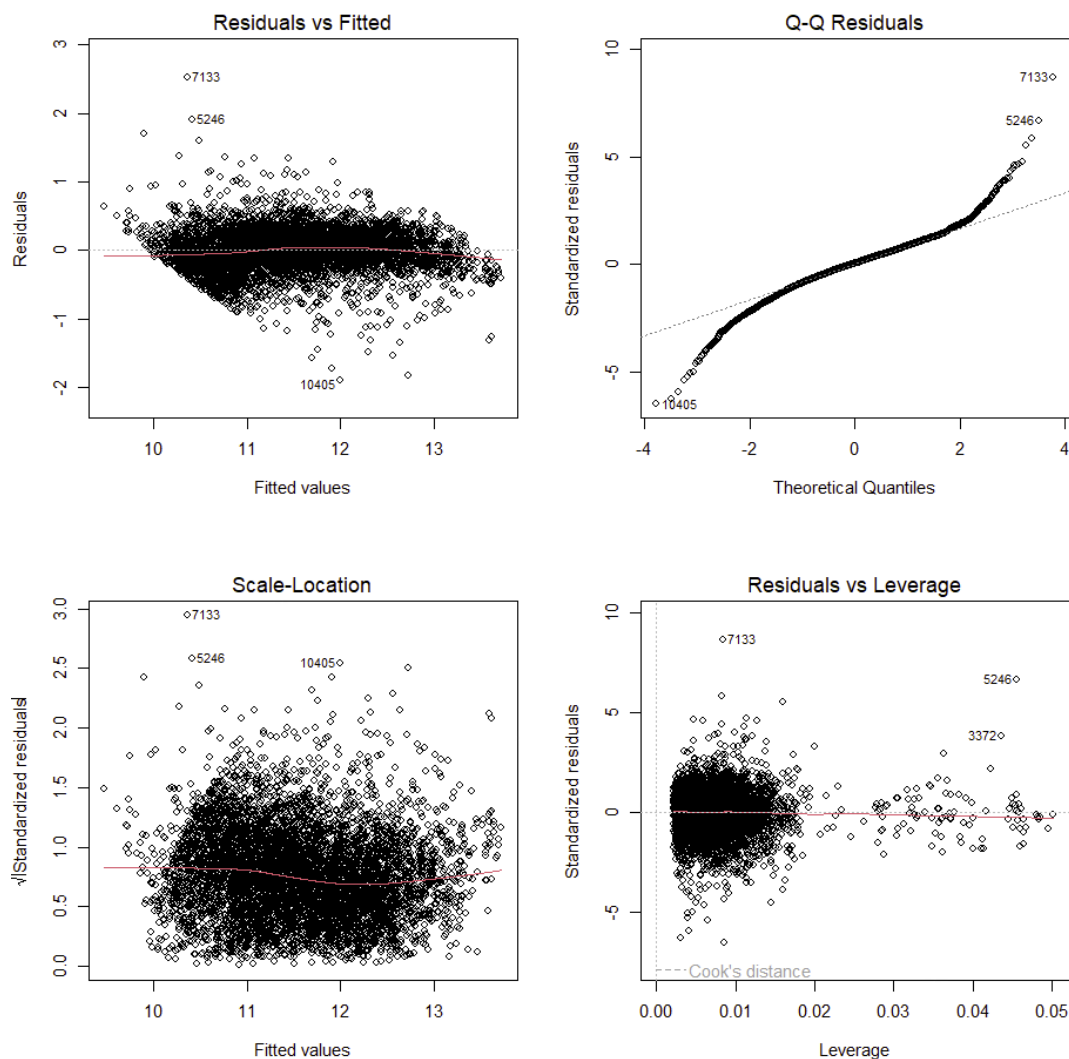 Residuals vs Fitted
Residuals
3
2
1
0
-1
-2
7133
5246
10405
10 11 12 13
Fitted values
Q-Q Residuals
Standardized residuals
10
5
0
-5
7133
5246
10405
-4 -2 0 2 4
Theoretical Quantiles
Scale-Location
√|Standardized residuals|
3.0
2.5
2.0
1.5
1.0
0.5
0.0
7133
5246
10405
10 11 12 13
Fitted values
Residuals vs Leverage
Standardized residuals
10
5
0
-5
7133
5246
3372
Cook's distance
0.00 0.01 0.02 0.03 0.04 0.05
Leverage